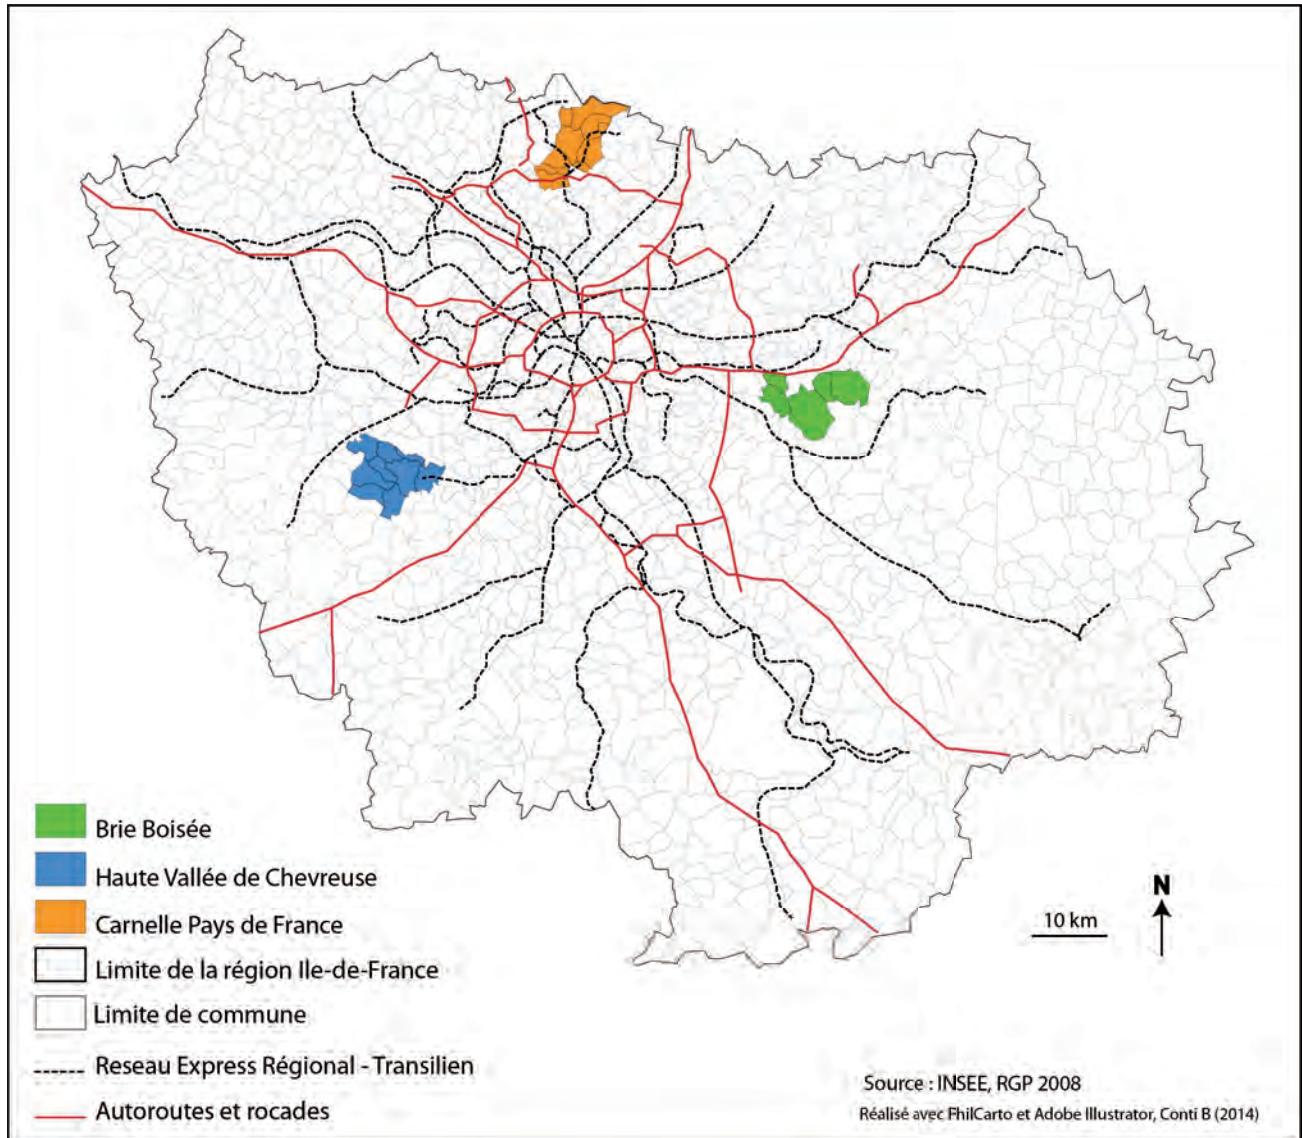 Brie Boisée
Haute Vallée de Chevreuse
Carnelle Pays de France
Limite de la région Ile-de-France
Limite de commune
Reseau Express Régional - Transilien
Autoroutes et rocades
N
10 km
Source : INSEE, RGP 2008
Réalisé avec FhilCarto et Adobe Illustrator, Conti B (2014)